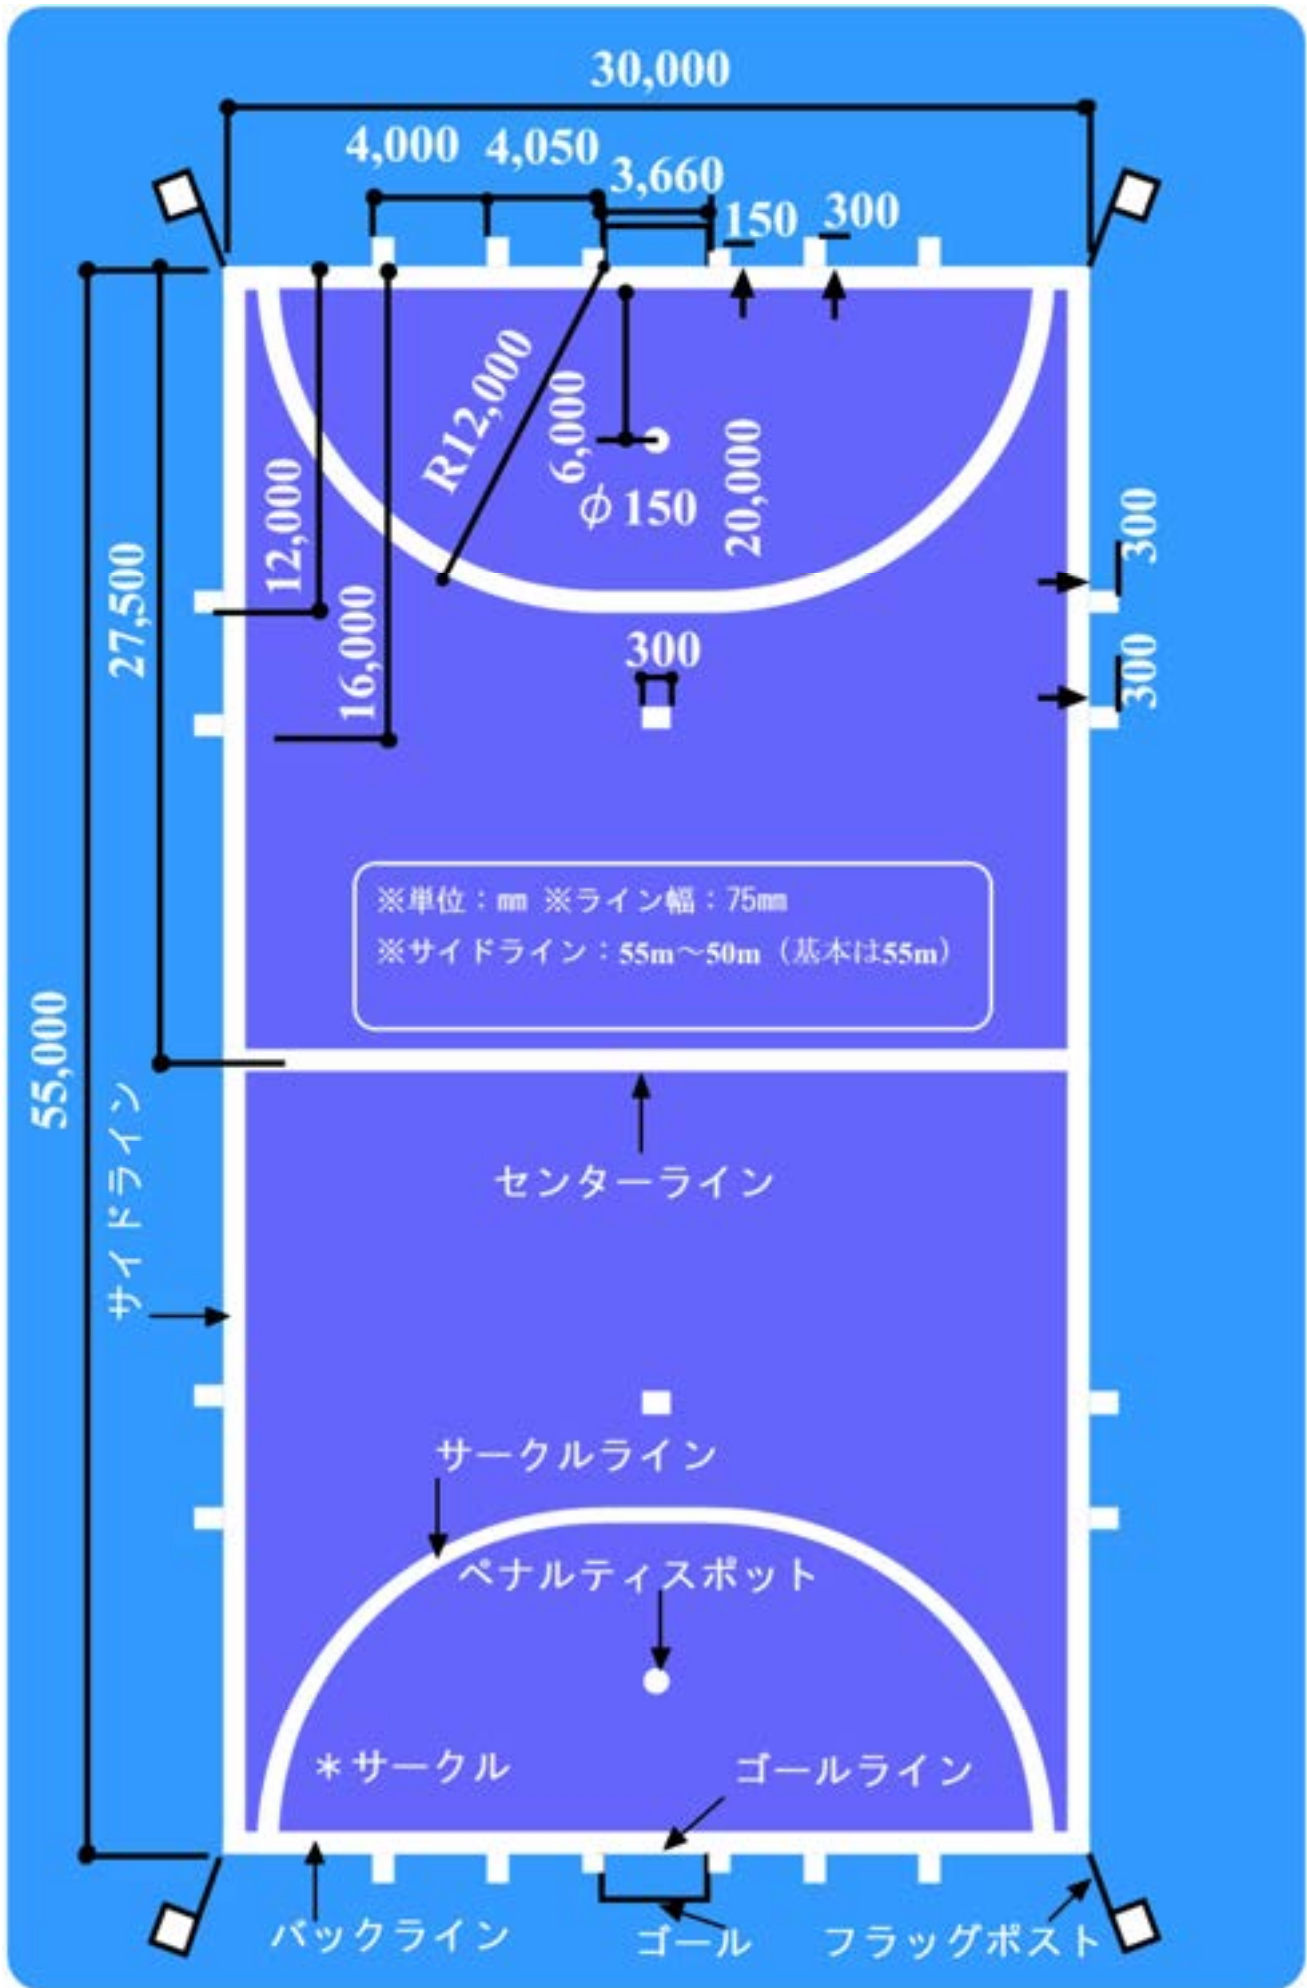 30,000
4,000
4,050
3,660
150
300
R12,000
6,000
φ150
20,000
12,000
16,000
27,500
300
300
300
※単位：㎜ ※ライン幅：75㎜
※サイドライン：55m～50m（基本は55m）
55,000
サイドライン
センターライン
サークルライン
ペナルティスポット
＊サークル
ゴールライン
バックライン
ゴール
フラッグポスト